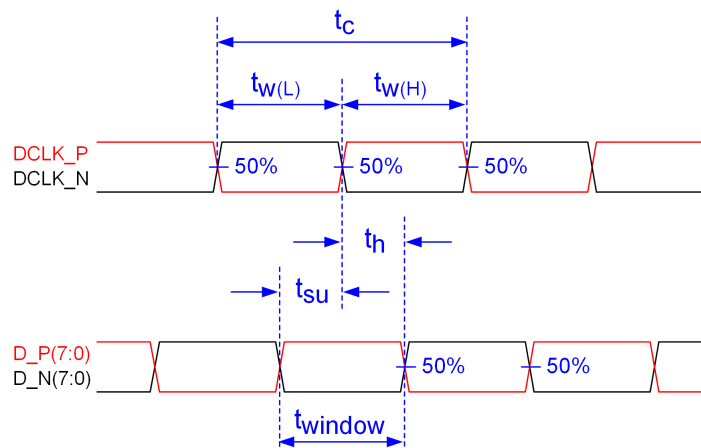 tc
tw(L) tw(H)
DCLK_P 50% 50% 50%
DCLK_N
th
tsu
D_P(7:0) 50% 50%
D_N(7:0)
twindow